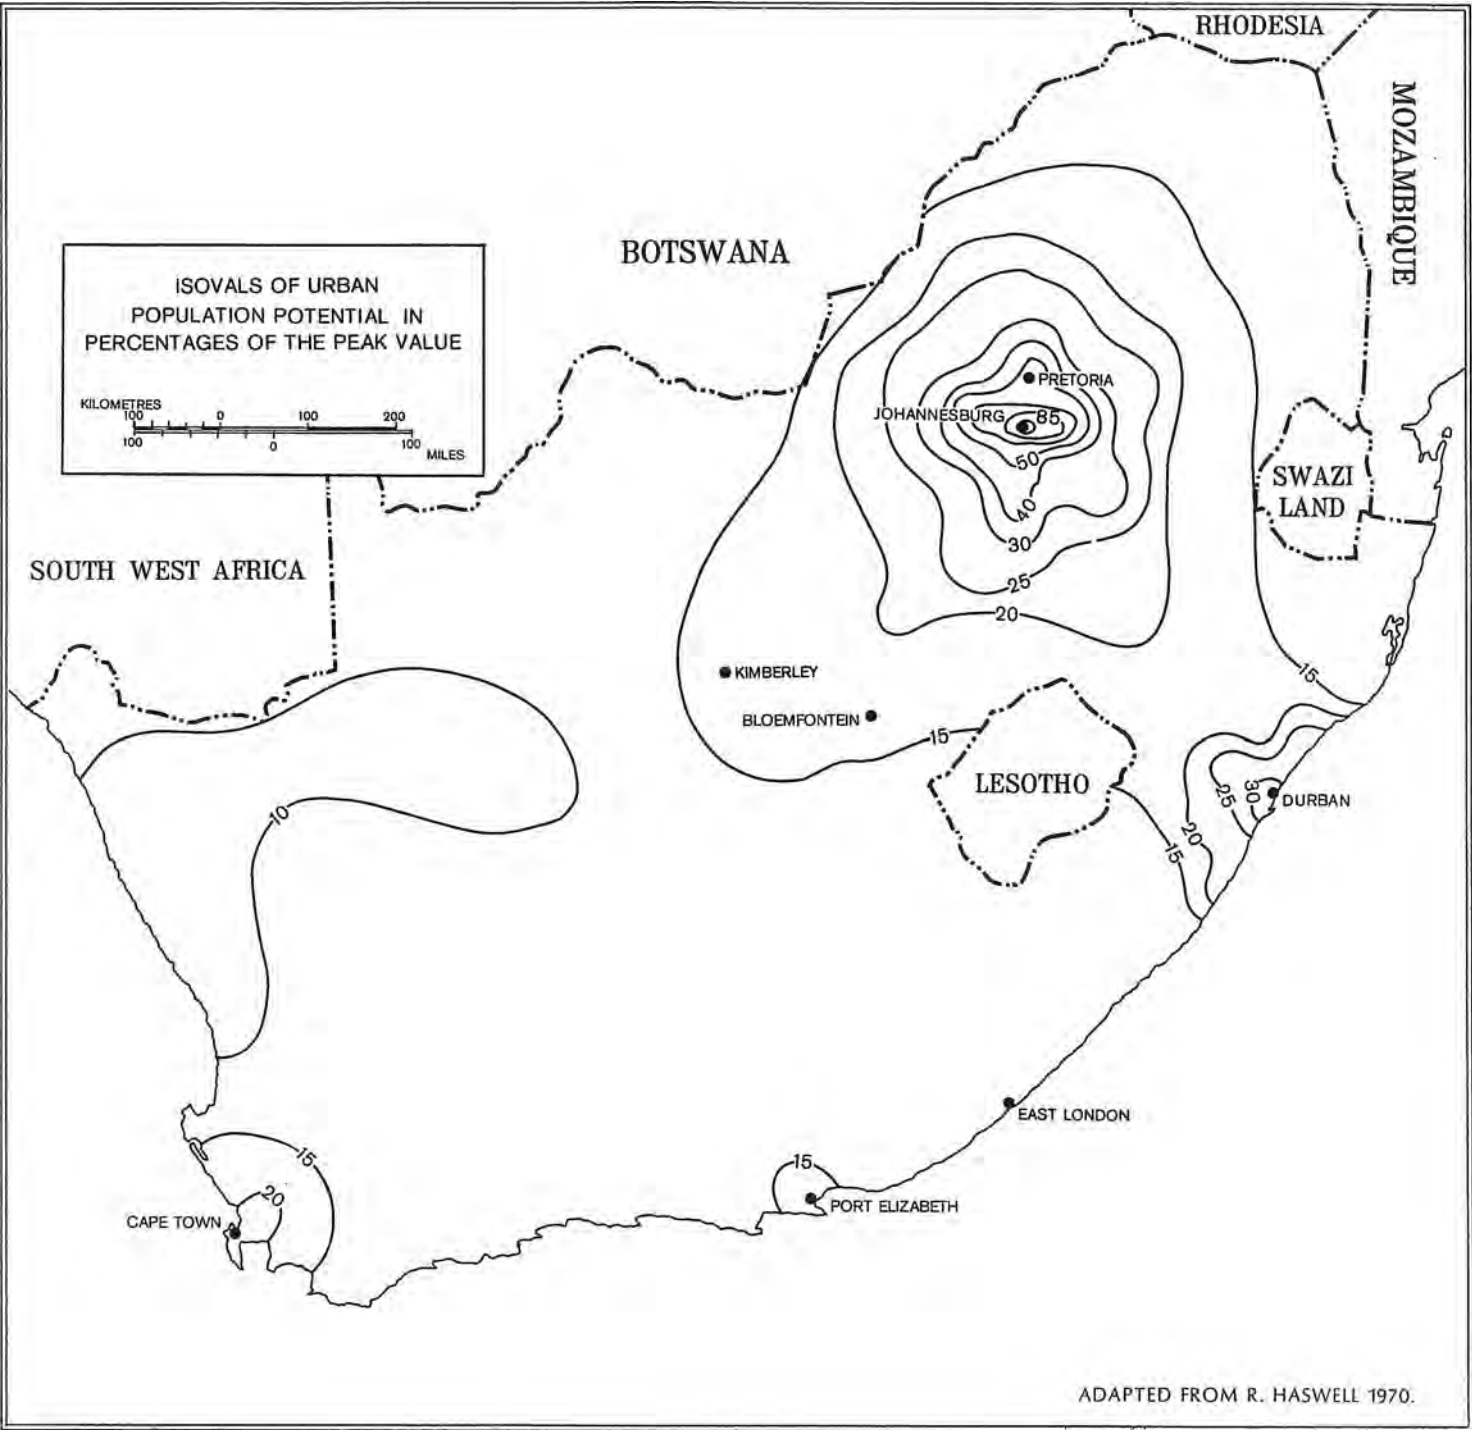 RHODESIA
MOZAMBIQUE
BOTSWANA
ISOVALS OF URBAN
POPULATION POTENTIAL IN
PERCENTAGES OF THE PEAK VALUE
KILOMETRES
100 0 100 200
100 0 100
MILES
PRETORIA
JOHANNESBURG
85
50
40
30
25
20
SWAZI
LAND
SOUTH WEST AFRICA
15
KIMBERLEY
BLOEMFONTEIN
15
LESOTHO
10
30
25
20
15
DURBAN
EAST LONDON
15
20
CAPE TOWN
15
PORT ELIZABETH
ADAPTED FROM R. HASWELL 1970.